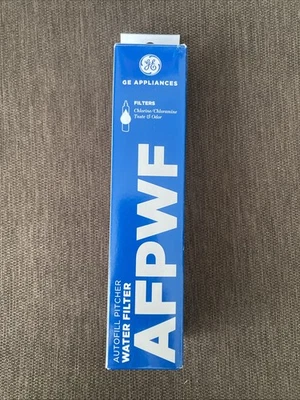 GE
GE APPLIANCES
FILTERS
Chlorine/Chloramine
Taste & Odor
AUTOFILL PITCHER
WATER FILTER
AFPWF